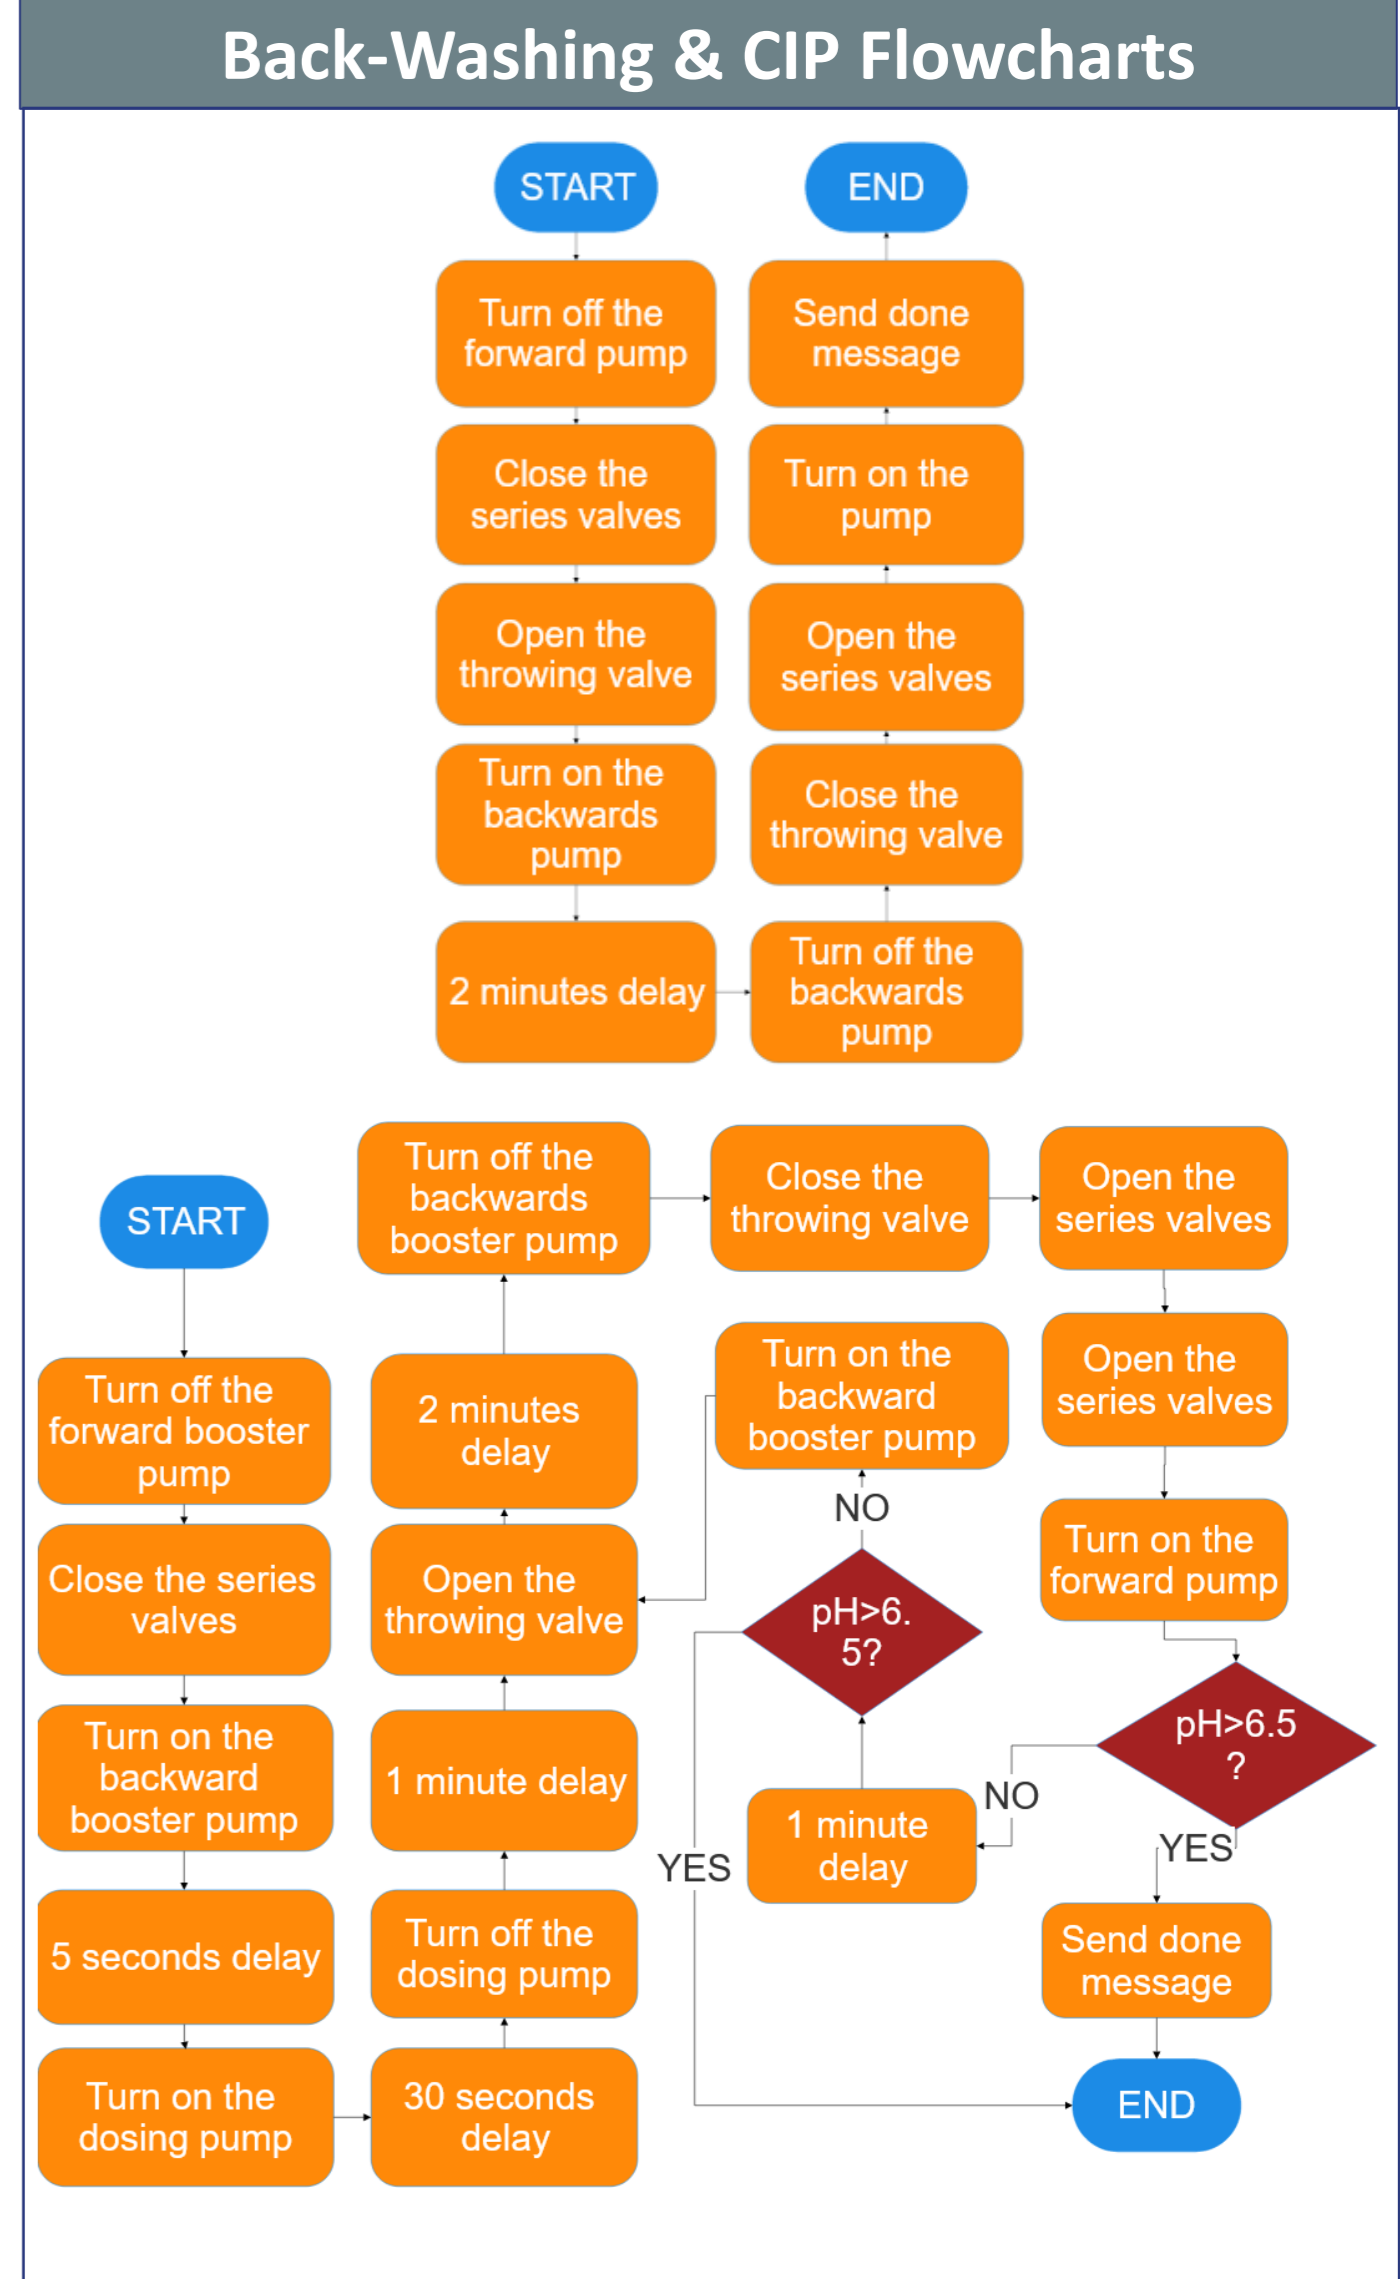 Back-Washing & CIP Flowcharts
START
Turn off the
forward pump
Close the
series valves
Open the
throwing valve
Turn on the
backwards
pump
2 minutes delay
Turn off the
backwards
pump
Close the
throwing valve
Open the
series valves
Turn on the
pump
Send done
message
END
START
Turn off the
forward booster
pump
Close the series
valves
Turn on the
backward
booster pump
5 seconds delay
Turn on the
dosing pump
30 seconds
delay
Turn off the
dosing pump
1 minute delay
Open the
throwing valve
2 minutes
delay
Turn off the
backwards
booster pump
Close the
throwing valve
Open the
series valves
Open the
series valves
Turn on the
forward pump
pH>6.5
?
NO
1 minute
delay
pH>6.
5?
NO
Turn on the
backward
booster pump
YES
YES
Send done
message
END